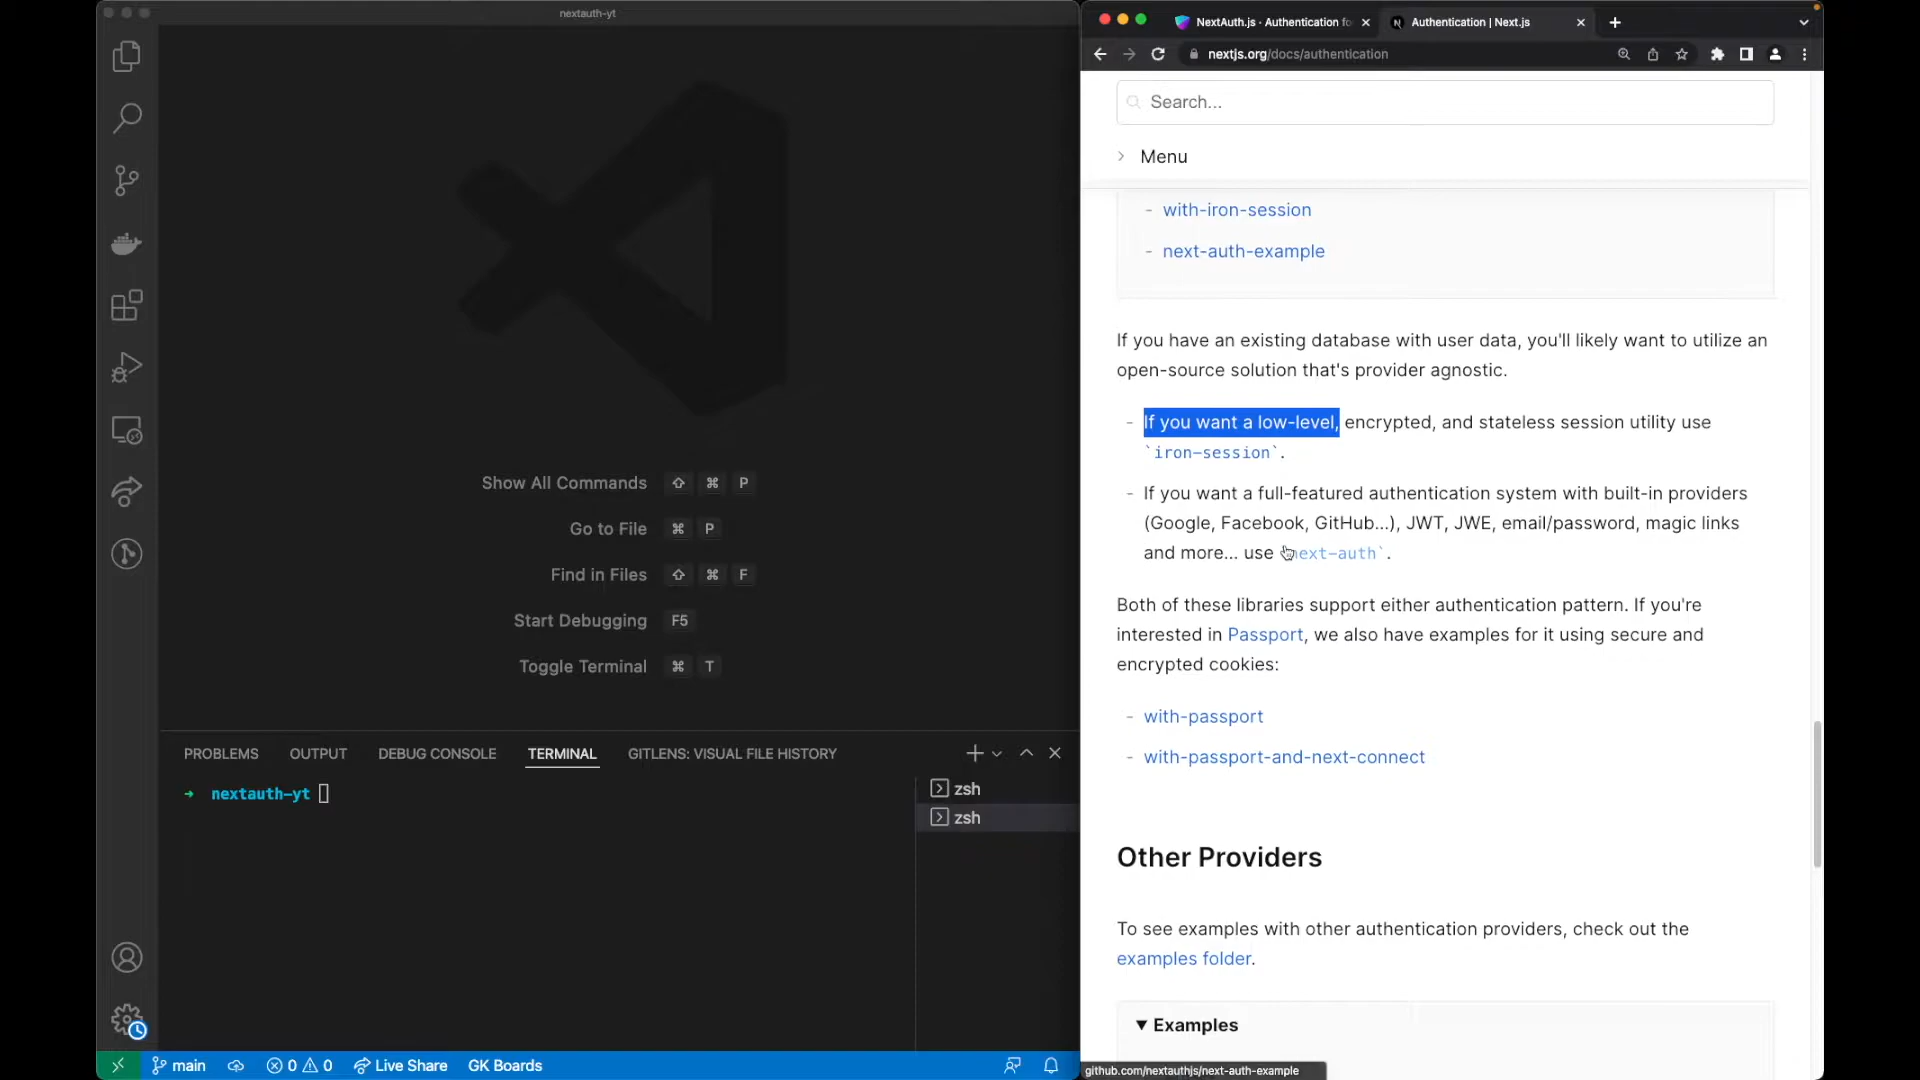 nextauth-yt
Show All Commands ⇧ ⌘ P
Go to File ⌘ P
Find in Files ⇧ ⌘ F
Start Debugging F5
Toggle Terminal ⌘ T
PROBLEMS OUTPUT DEBUG CONSOLE TERMINAL GITLENS: VISUAL FILE HISTORY
➜ nextauth-yt
zsh
zsh
main 0 0 Live Share GK Boards
NextAuth.js · Authentication fo
Authentication | Next.js
nextjs.org/docs/authentication
Search...
Menu
- with-iron-session
- next-auth-example
If you have an existing database with user data, you'll likely want to utilize an
open-source solution that's provider agnostic.
- If you want a low-level, encrypted, and stateless session utility use
`iron-session`.
- If you want a full-featured authentication system with built-in providers
(Google, Facebook, GitHub…), JWT, JWE, email/password, magic links
and more… use next-auth`.
Both of these libraries support either authentication pattern. If you're
interested in Passport, we also have examples for it using secure and
encrypted cookies:
- with-passport
- with-passport-and-next-connect
Other Providers
To see examples with other authentication providers, check out the
examples folder.
▼ Examples
github.com/nextauthjs/next-auth-example